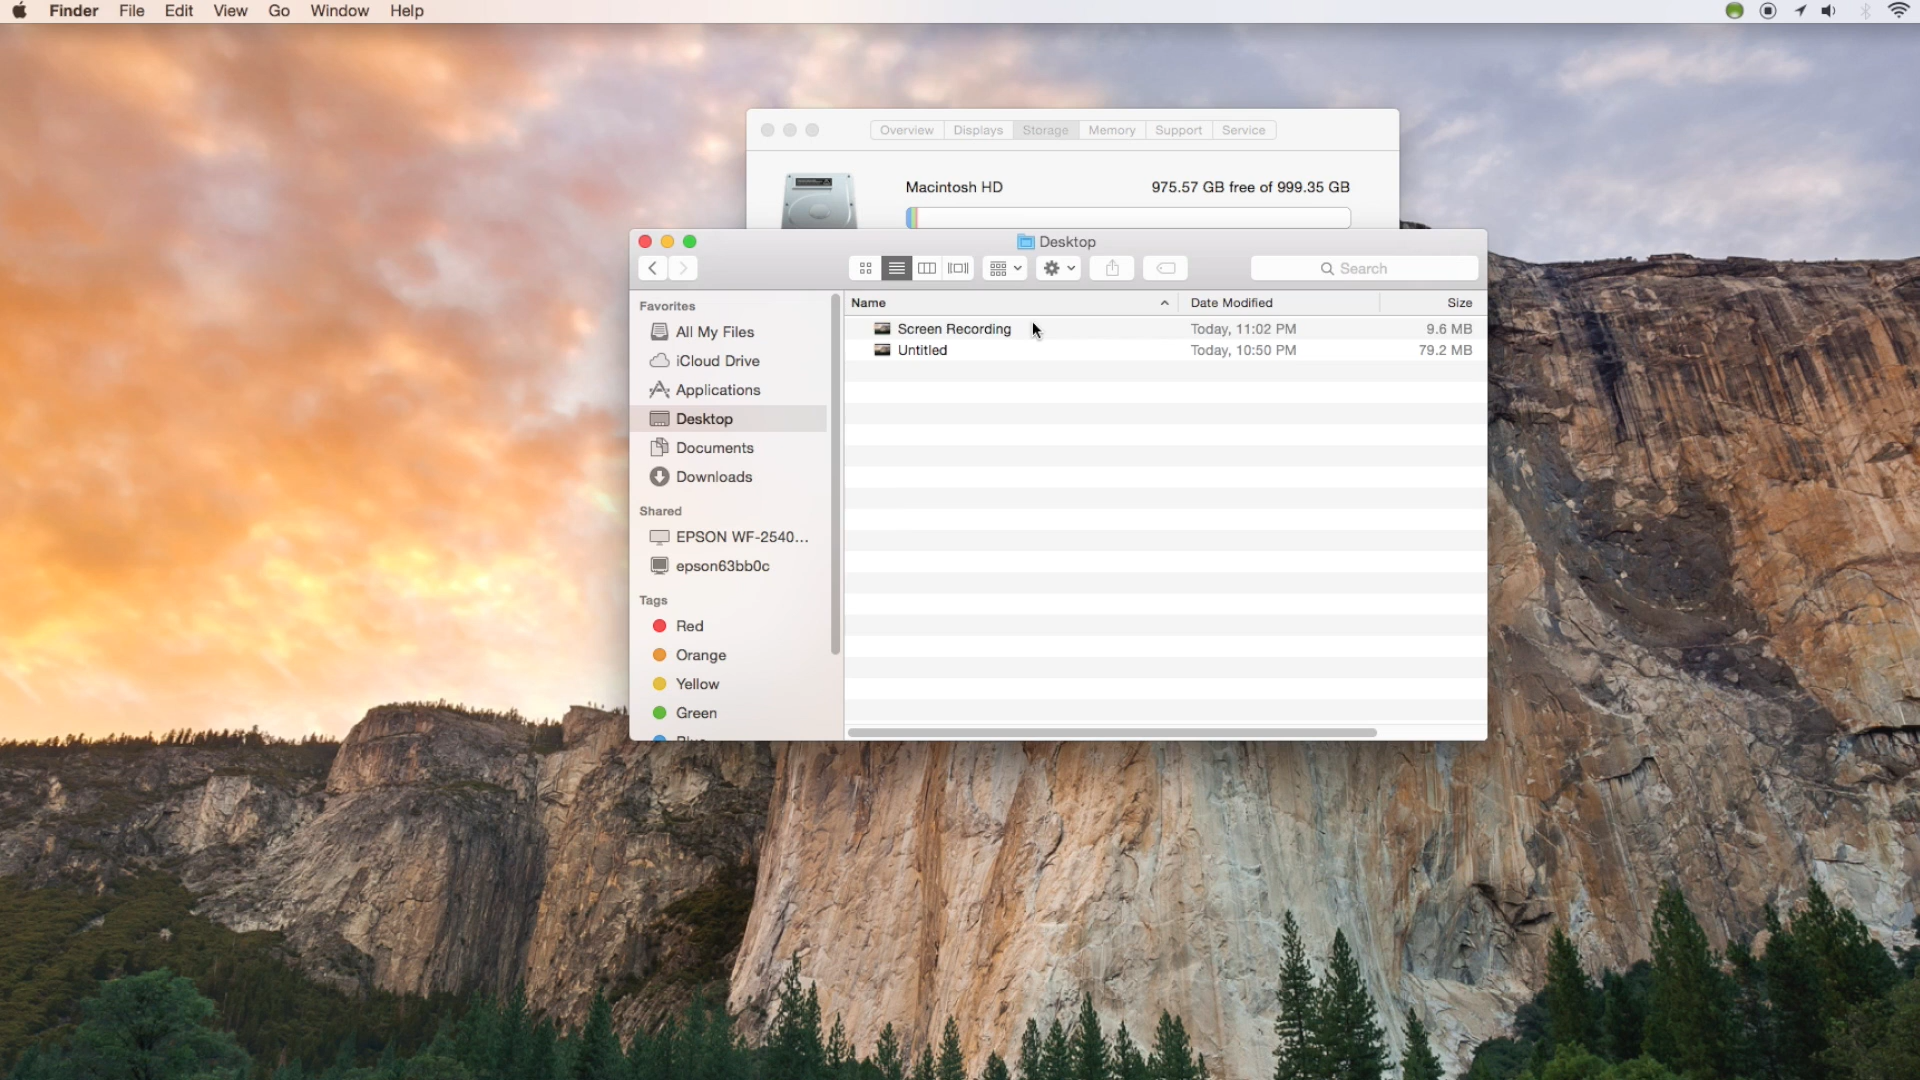 Finder File Edit View Go Window Help
Overview Displays Storage Memory Support Service
Macintosh HD 975.57 GB free of 999.35 GB
Desktop
Search
Favorites
All My Files
iCloud Drive
Applications
Desktop
Documents
Downloads
Shared
EPSON WF-2540...
epson63bb0c
Tags
Red
Orange
Yellow
Green
Name Date Modified Size
Screen Recording Today, 11:02 PM 9.6 MB
Untitled Today, 10:50 PM 79.2 MB